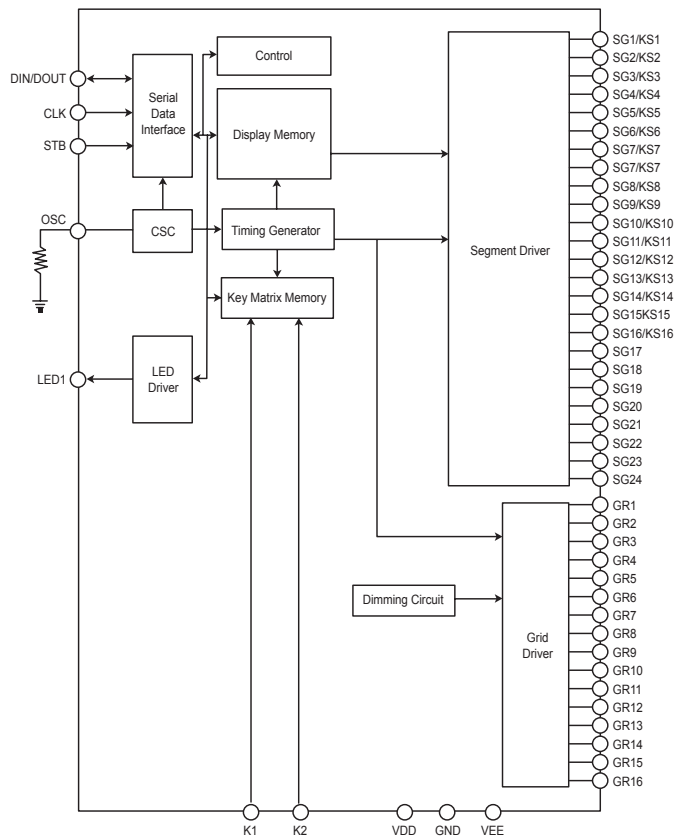 DIN/DOUT
CLK
STB
OSC
LED1
Serial
Data
Interface
CSC
LED
Driver
Control
Display Memory
Timing Generator
Key Matrix Memory
Segment Driver
Dimming Circuit
Grid
Driver
SG1/KS1
SG2/KS2
SG3/KS3
SG4/KS4
SG5/KS5
SG6/KS6
SG7/KS7
SG7/KS7
SG8/KS8
SG9/KS9
SG10/KS10
SG11/KS11
SG12/KS12
SG13/KS13
SG14/KS14
SG15KS15
SG16/KS16
SG17
SG18
SG19
SG20
SG21
SG22
SG23
SG24
GR1
GR2
GR3
GR4
GR5
GR6
GR7
GR8
GR9
GR10
GR11
GR12
GR13
GR14
GR15
GR16
K1
K2
VDD
GND
VEE